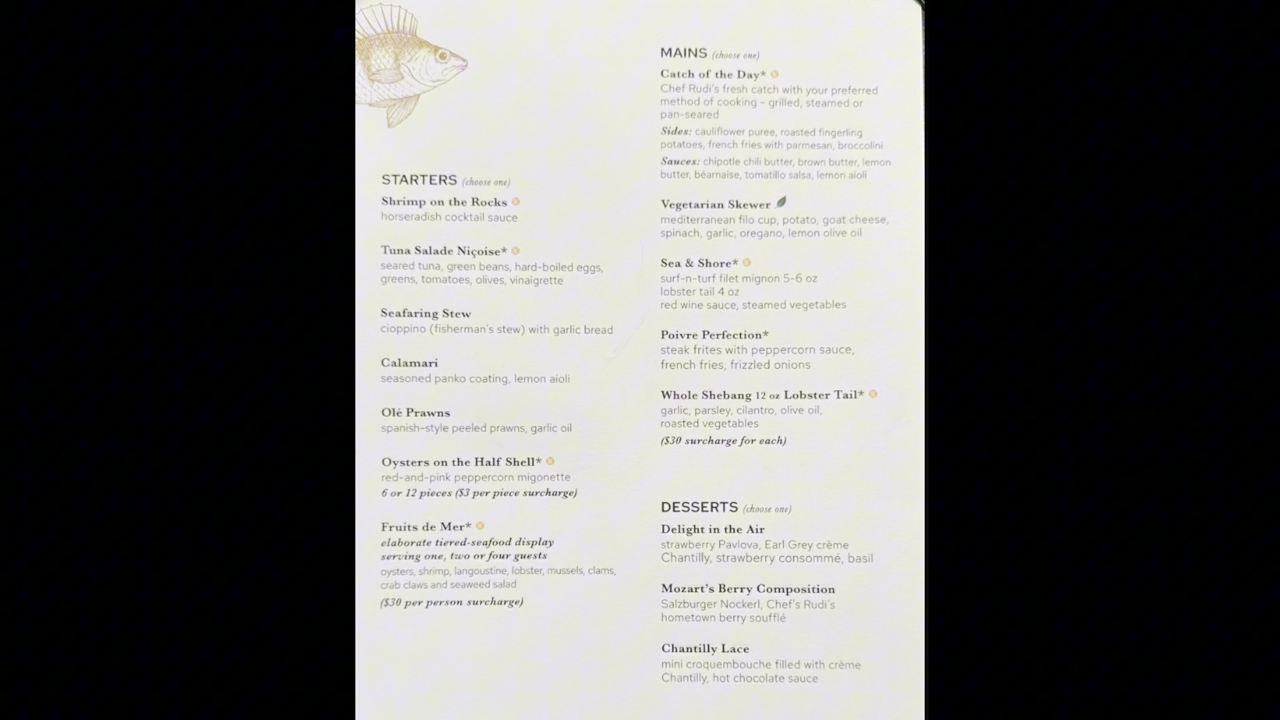 STARTERS (choose one)
Shrimp on the Rocks
horseradish cocktail sauce
Tuna Salade Niçoise*
seared tuna, green beans, hard-boiled eggs,
greens, tomatoes, olives, vinaigrette
Seafaring Stew
cioppino (fisherman's stew) with garlic bread
Calamari
seasoned panko coating, lemon aioli
Olé Prawns
spanish-style peeled prawns, garlic oil
Oysters on the Half Shell*
red-and-pink peppercorn migonette
6 or 12 pieces ($3 per piece surcharge)
Fruits de Mer*
elaborate tiered-seafood display
serving one, two or four guests
oysters, shrimp, langoustine, lobster, mussels, clams,
crab claws and seaweed salad
($30 per person surcharge)
MAINS (choose one)
Catch of the Day*
Chef Rudi's fresh catch with your preferred
method of cooking - grilled, steamed or
pan-seared
Sides: cauliflower puree, roasted fingerling
potatoes, french fries with parmesan, broccolini
Sauces: chipotle chili butter, brown butter, lemon
butter, béarnaise, tomatillo salsa, lemon aioli
Vegetarian Skewer
mediterranean filo cup, potato, goat cheese,
spinach, garlic, oregano, lemon olive oil
Sea & Shore*
surf-n-turf filet mignon 5-6 oz
lobster tail 4 oz
red wine sauce, steamed vegetables
Poivre Perfection*
steak frites with peppercorn sauce,
french fries, frizzled onions
Whole Shebang 12 oz Lobster Tail*
garlic, parsley, cilantro, olive oil,
roasted vegetables
($30 surcharge for each)
DESSERTS (choose one)
Delight in the Air
strawberry Pavlova, Earl Grey crème
Chantilly, strawberry consommé, basil
Mozart's Berry Composition
Salzburger Nockerl, Chef's Rudi's
hometown berry soufflé
Chantilly Lace
mini croquembouche filled with crème
Chantilly, hot chocolate sauce